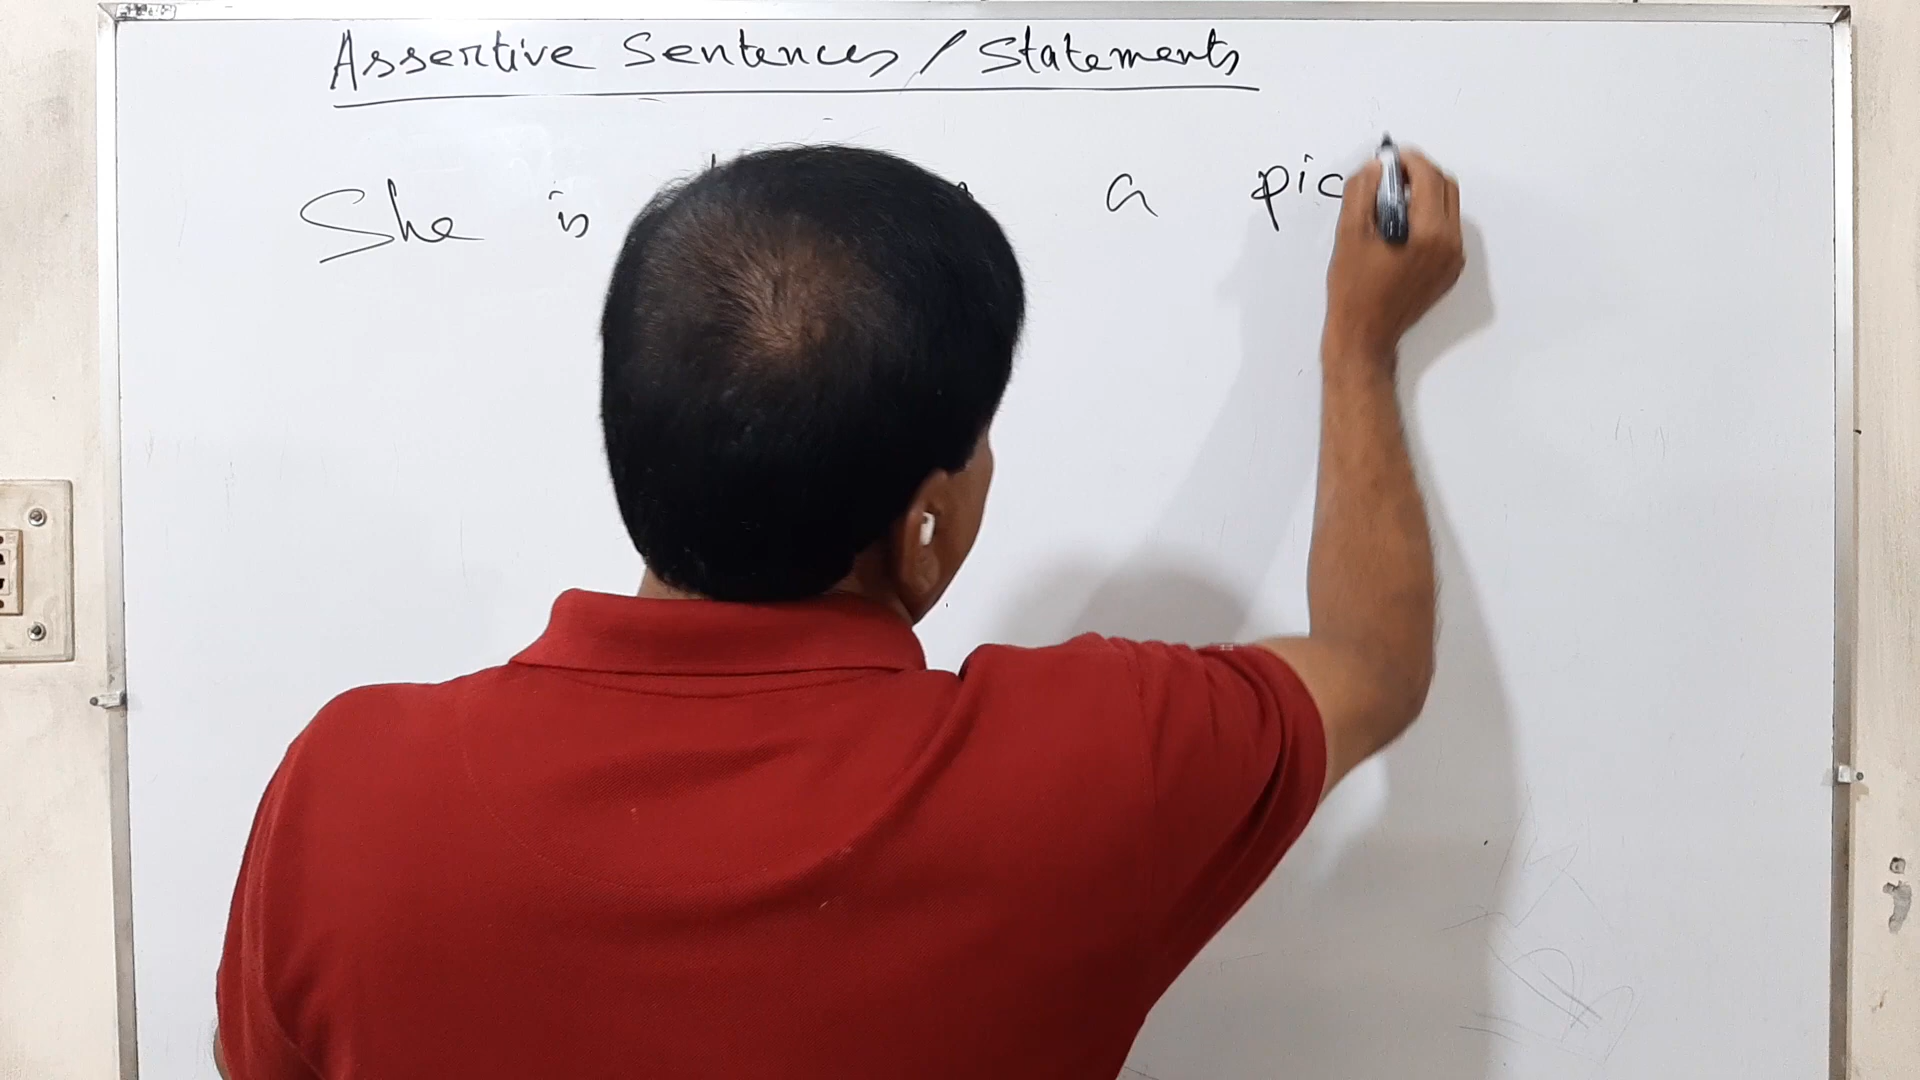 Assertive Sentences / Statements
She is a pic